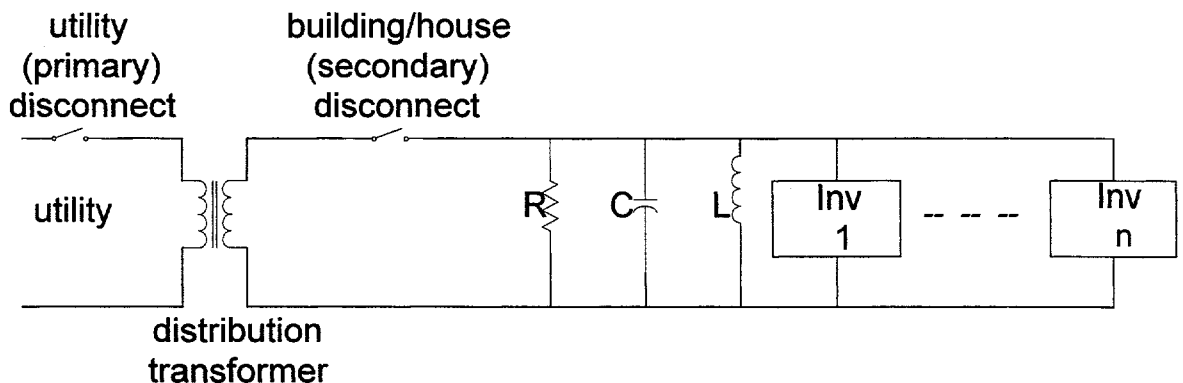 utility
(primary)
disconnect
building/house
(secondary)
disconnect
utility
R
C
L
Inv
1
Inv
n
distribution
transformer